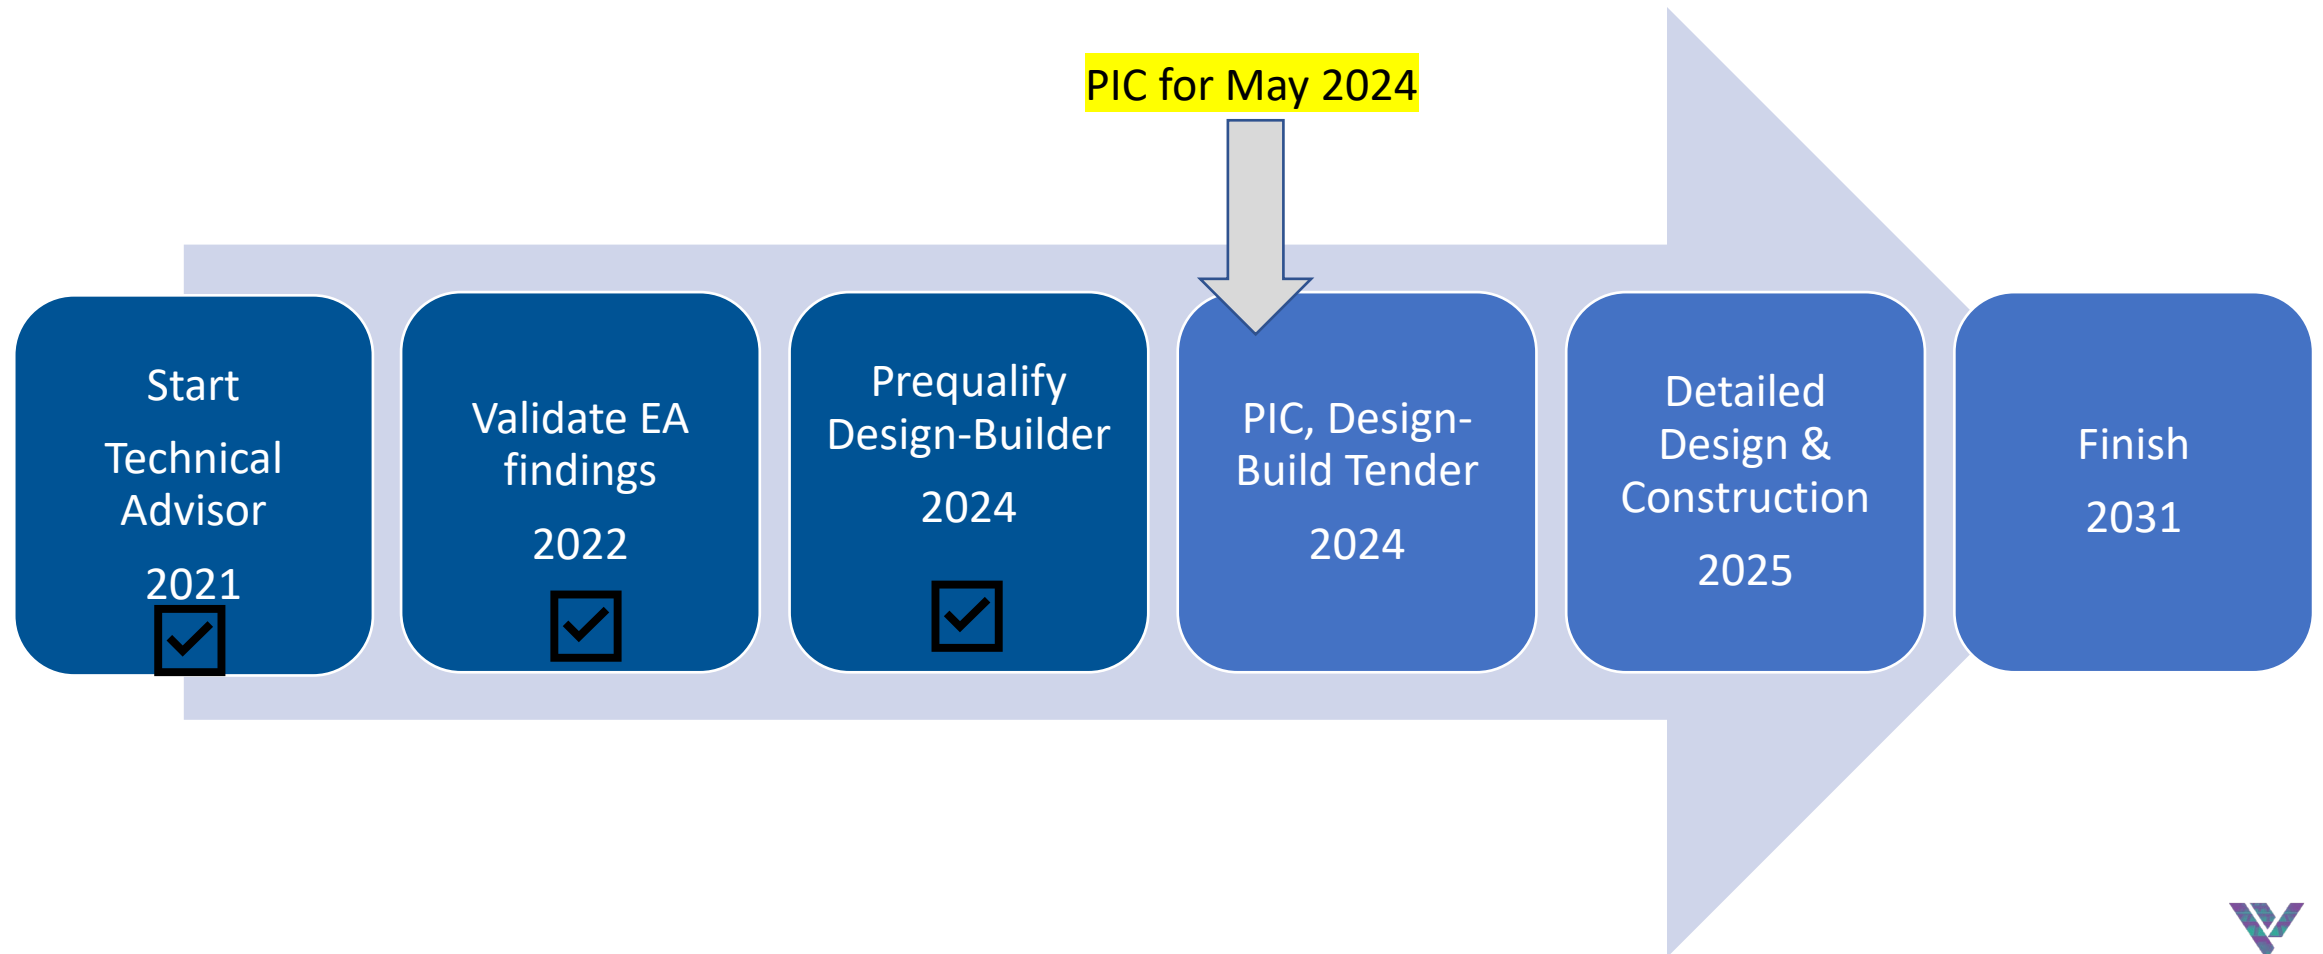 PIC for May 2024
Start
Technical
Advisor
2021
Validate EA
findings
2022
Prequalify
Design-Builder
2024
PIC, Design-
Build Tender
2024
Detailed
Design &
Construction
2025
Finish
2031